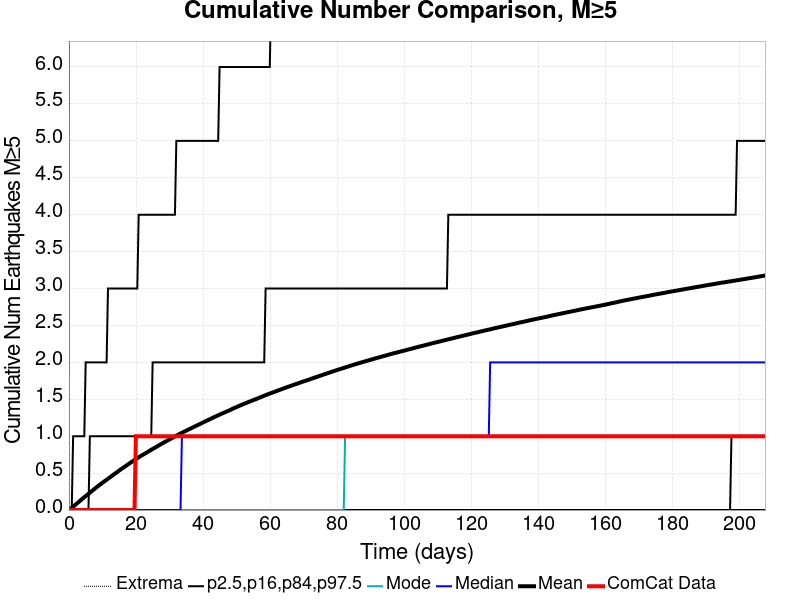 Cumulative Number Comparison, M≥5
Cumulative Num Earthquakes M≥5
6.0
5.5
5.0
4.5
4.0
3.5
3.0
2.5
2.0
1.5
1.0
0.5
0.0
0 20 40 60 80 100 120 140 160 180 200
Time (days)
Extrema p2.5,p16,p84,p97.5 Mode Median Mean ComCat Data